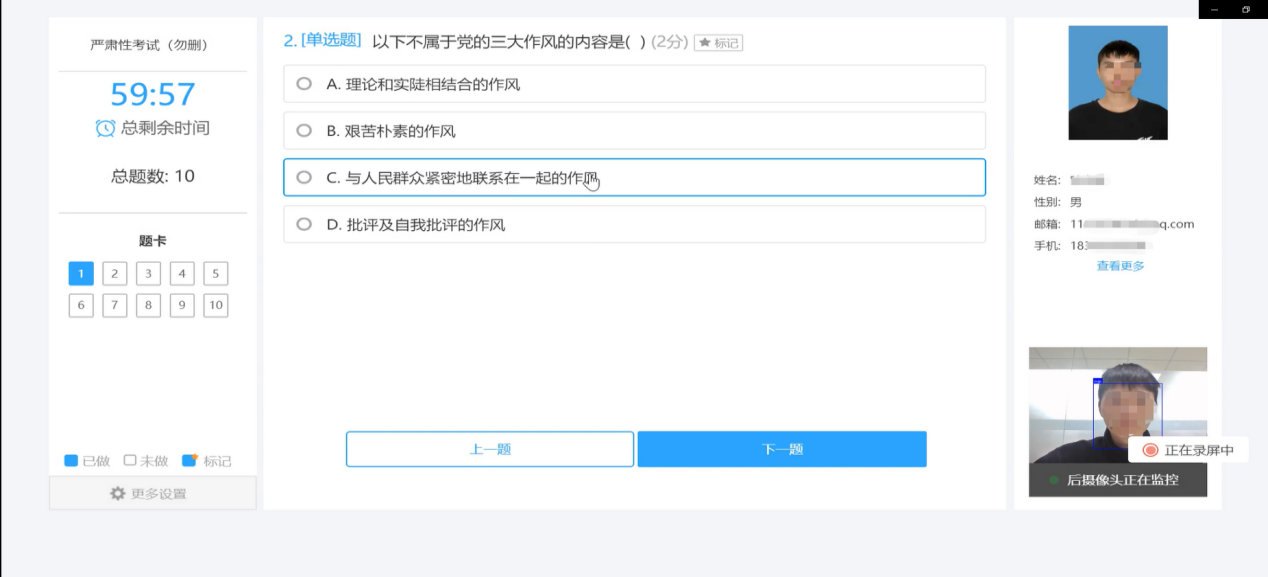 严肃性考试（勿删）
59:57
总剩余时间
总题数: 10
题卡
1 2 3 4 5
6 7 8 9 10
已做 未做 标记
更多设置
2. [单选题] 以下不属于党的三大作风的内容是( ) (2分) ★ 标记
A. 理论和实陡相结合的作风
B. 艰苦朴素的作风
C. 与人民群众紧密地联系在一起的作风
D. 批评及自我批评的作风
上一题 下一题
姓名:
性别: 男
邮箱: 11 q.com
手机: 18
查看更多
正在录屏中
后摄像头正在监控